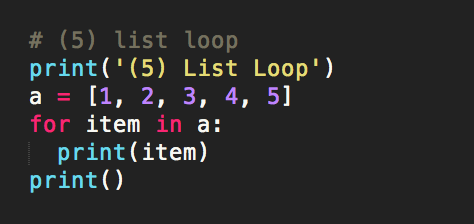 # (5) list loop
print('(5) List Loop')
a = [1, 2, 3, 4, 5]
for item in a:
  print(item)
print()